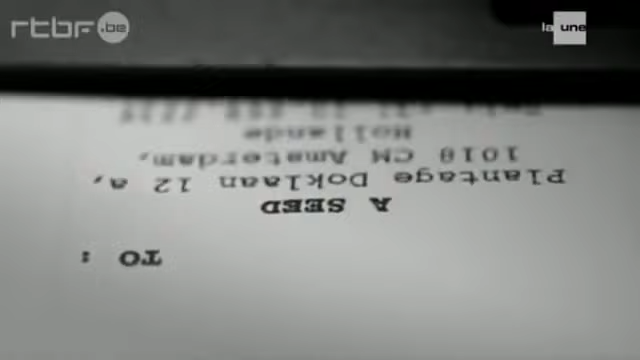 rtbf.be
la une
TO :
A SEED
Plantage Doklaan 12 a,
1018 CM Amsterdam,
Hollande